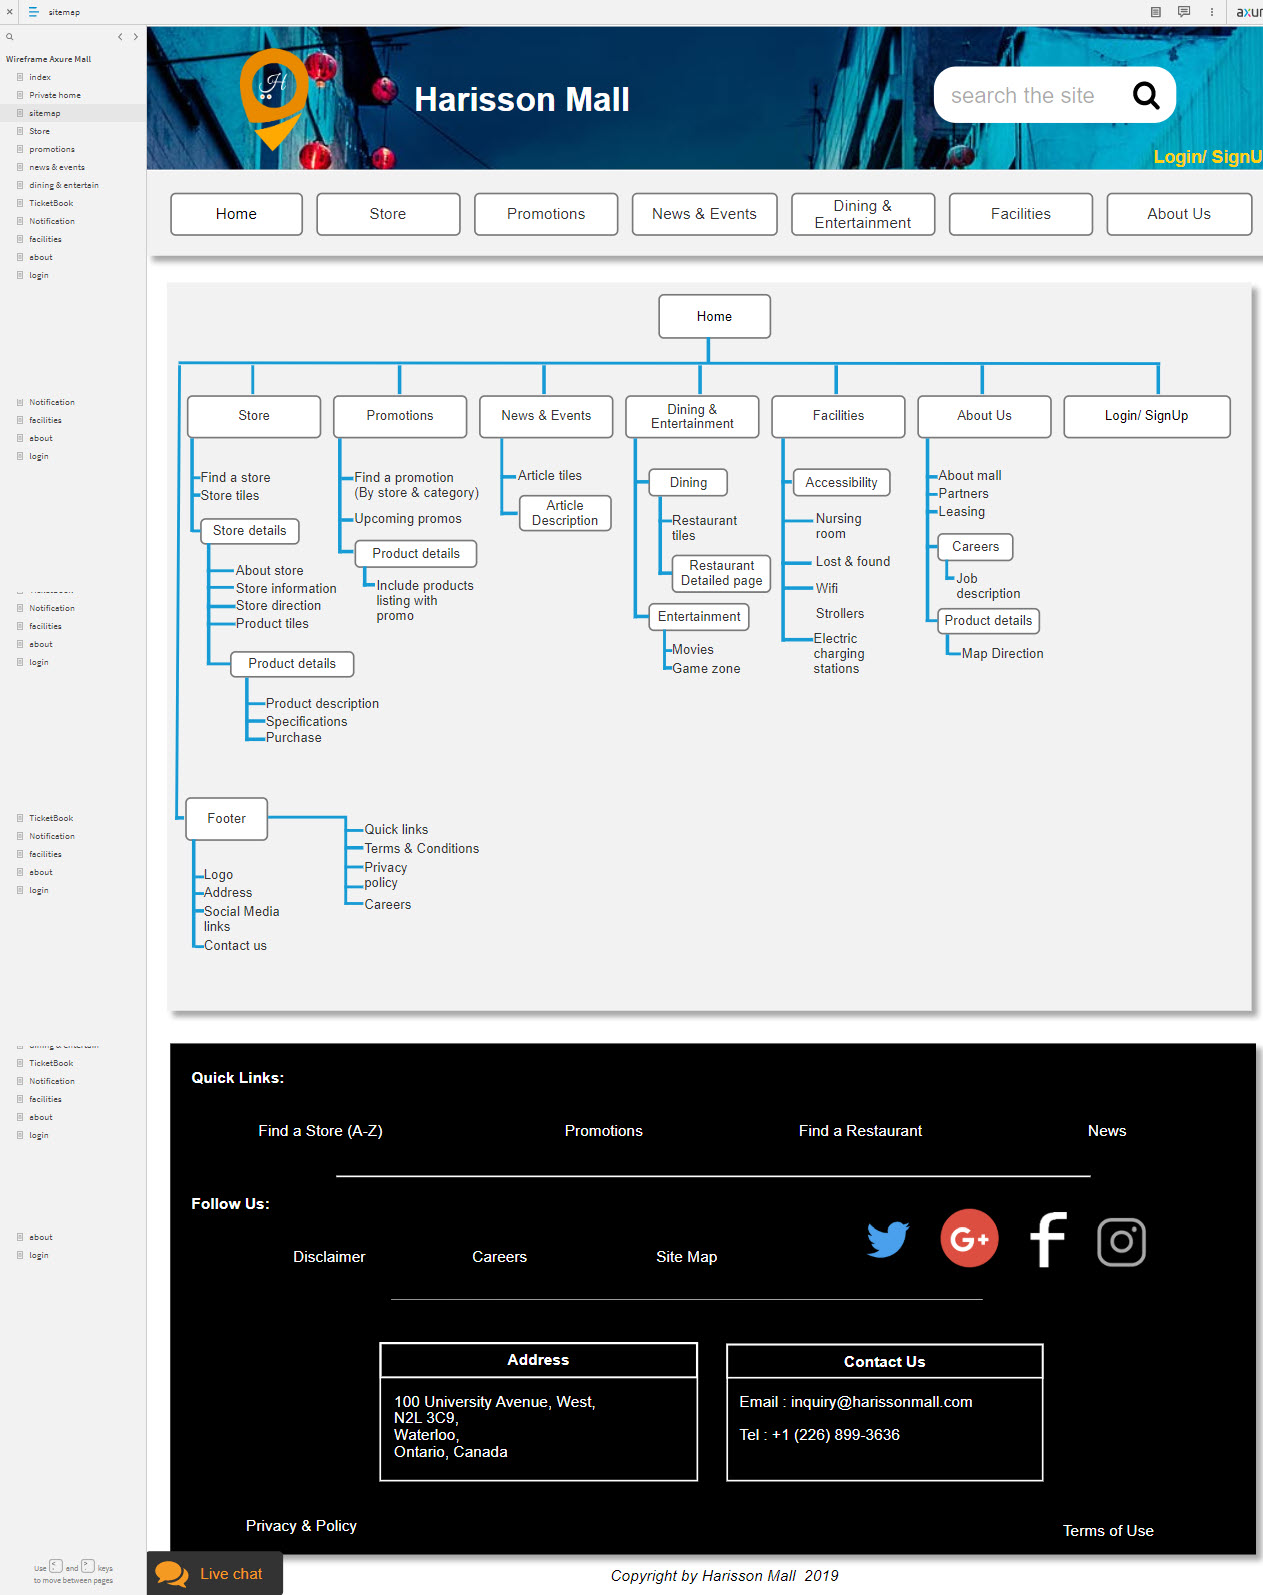 sitemap
axur
Wireframe Axure Mall
index
Private home
sitemap
Store
promotions
news & events
dining & entertain
TicketBook
Notification
facilities
about
login
Notification
facilities
about
login
Notification
facilities
about
login
TicketBook
Notification
facilities
about
login
dining & entertain
TicketBook
Notification
facilities
about
login
about
login
Use < and > keys
to move between pages
H
Harisson Mall
search the site
Login/ SignU
Home
Store
Promotions
News & Events
Dining &
Entertainment
Facilities
About Us
Home
Store
Promotions
News & Events
Dining &
Entertainment
Facilities
About Us
Login/ SignUp
Find a store
Store tiles
Store details
About store
Store information
Store direction
Product tiles
Product details
Product description
Specifications
Purchase
Find a promotion
(By store & category)
Upcoming promos
Product details
Include products
listing with
promo
Article tiles
Article
Description
Dining
Restaurant
tiles
Restaurant
Detailed page
Entertainment
Movies
Game zone
Accessibility
Nursing
room
Lost & found
Wifi
Strollers
Electric
charging
stations
About mall
Partners
Leasing
Careers
Job
description
Product details
Map Direction
Footer
Logo
Address
Social Media
links
Contact us
Quick links
Terms & Conditions
Privacy
policy
Careers
Quick Links:
Find a Store (A-Z)
Promotions
Find a Restaurant
News
Follow Us:
Disclaimer
Careers
Site Map
G+
f
Address
100 University Avenue, West,
N2L 3C9,
Waterloo,
Ontario, Canada
Contact Us
Email : inquiry@harissonmall.com
Tel : +1 (226) 899-3636
Privacy & Policy
Terms of Use
Live chat
Copyright by Harisson Mall 2019